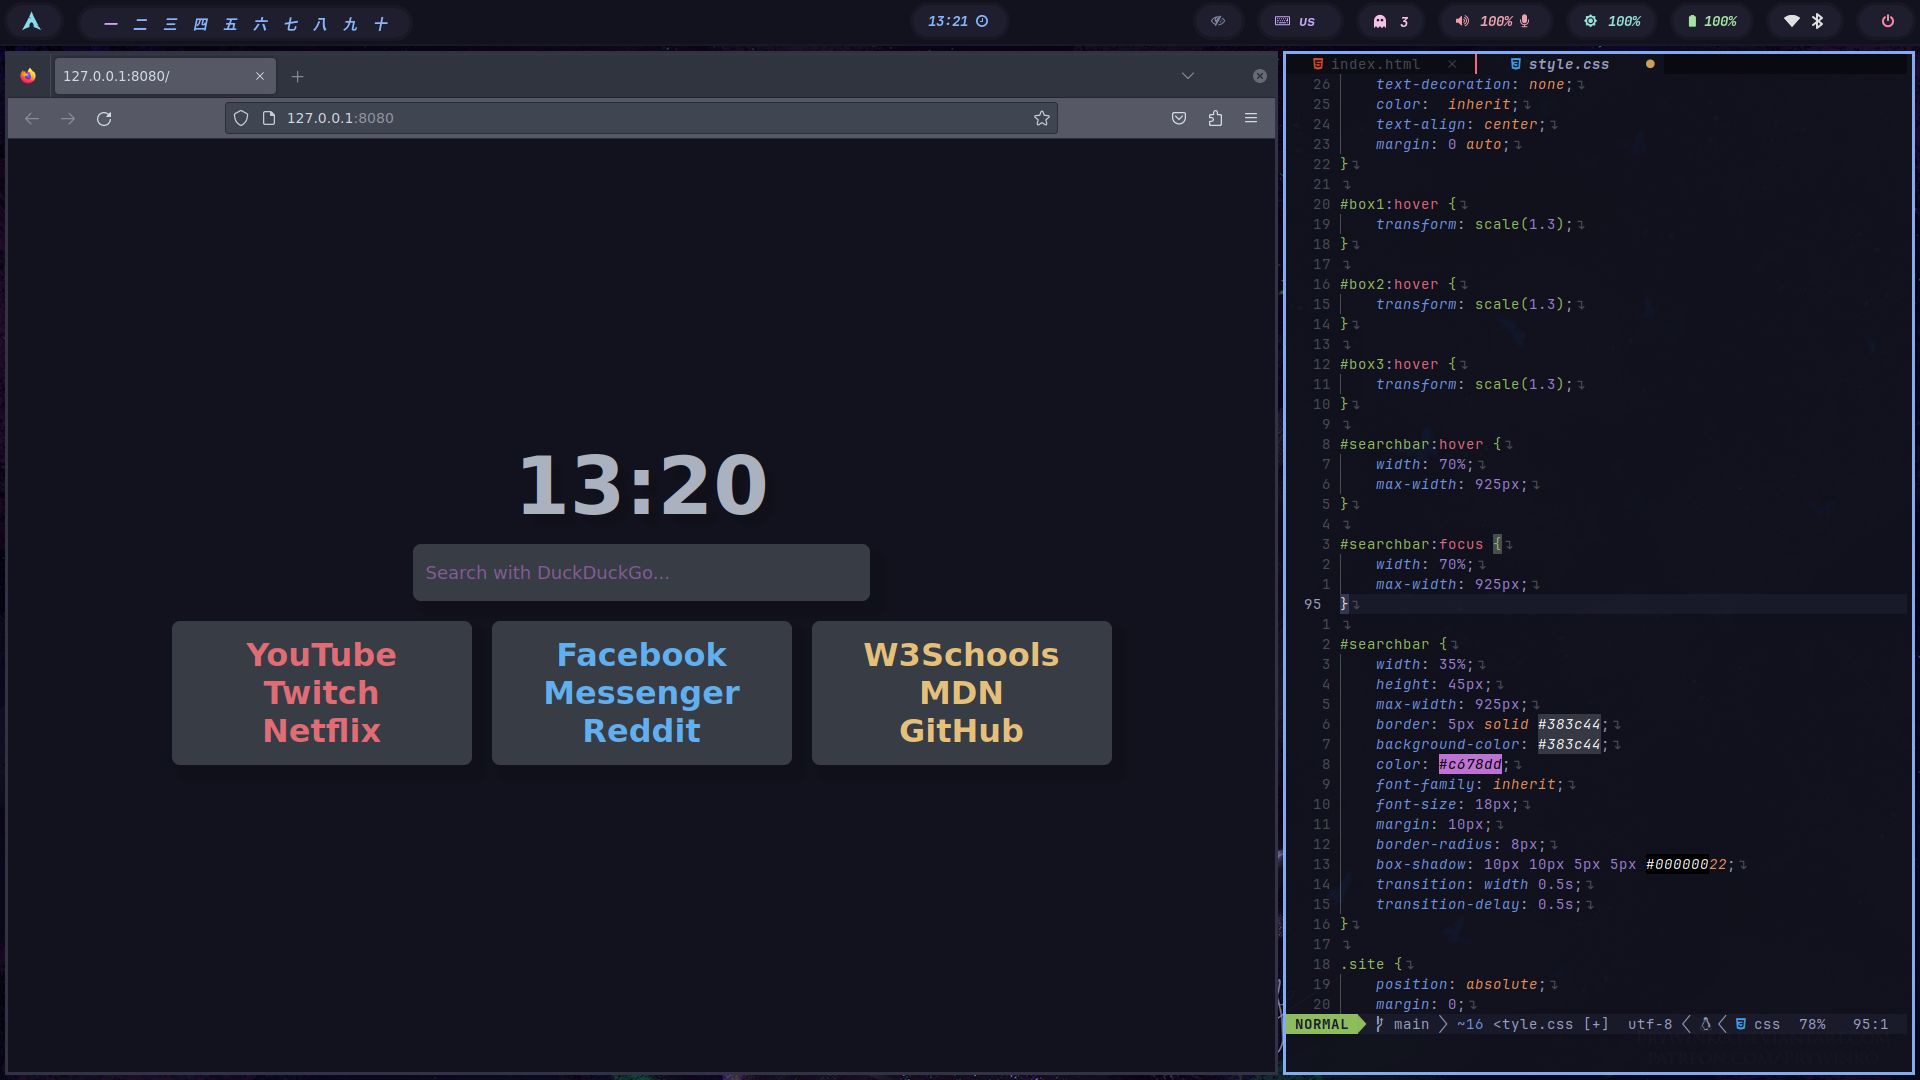 一 二 三 四 五 六 七 八 九 十
13:21
US
3
100%
100%
100%
127.0.0.1:8080/
127.0.0.1:8080
13:20
Search with DuckDuckGo...
YouTube
Twitch
Netflix
Facebook
Messenger
Reddit
W3Schools
MDN
GitHub
index.html style.css
26 text-decoration: none;
25 color:  inherit;
24 text-align: center;
23 margin: 0 auto;
22 }
21
20 #box1:hover {
19 transform: scale(1.3);
18 }
17
16 #box2:hover {
15 transform: scale(1.3);
14 }
13
12 #box3:hover {
11 transform: scale(1.3);
10 }
9
8 #searchbar:hover {
7 width: 70%;
6 max-width: 925px;
5 }
4
3 #searchbar:focus {
2 width: 70%;
1 max-width: 925px;
95 }
1
2 #searchbar {
3 width: 35%;
4 height: 45px;
5 max-width: 925px;
6 border: 5px solid #383c44;
7 background-color: #383c44;
8 color: #c678dd;
9 font-family: inherit;
10 font-size: 18px;
11 margin: 10px;
12 border-radius: 8px;
13 box-shadow: 10px 10px 5px 5px #00000022;
14 transition: width 0.5s;
15 transition-delay: 0.5s;
16 }
17
18 .site {
19 position: absolute;
20 margin: 0;
NORMAL main ~16 <tyle.css [+] utf-8 css 78% 95:1